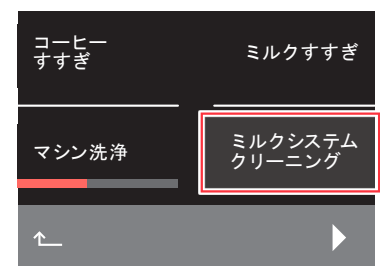 コーヒー
すすぎ
ミルクすすぎ
マシン洗浄
ミルクシステム
クリーニング